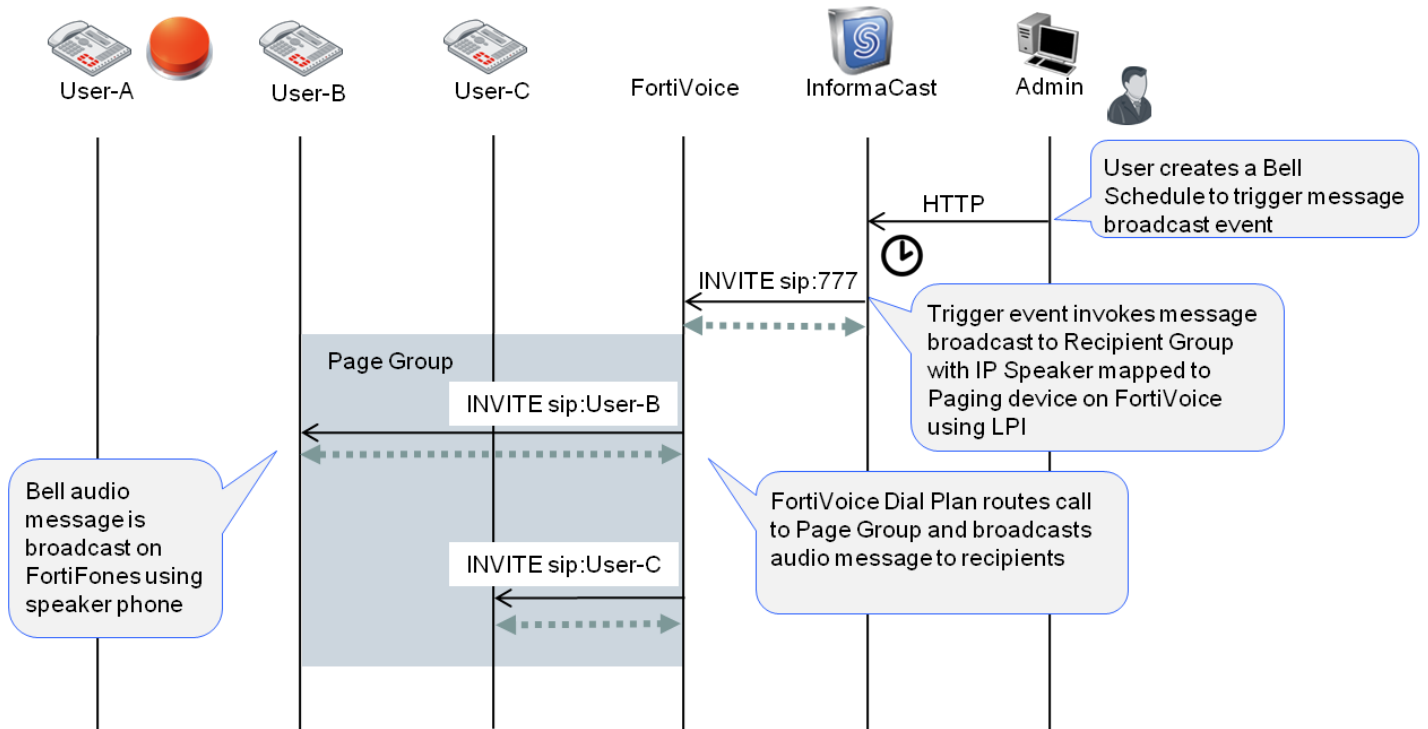 User-A
User-B
User-C
FortiVoice
InformaCast
Admin
User creates a Bell
Schedule to trigger message
broadcast event
HTTP
INVITE sip:777
Trigger event invokes message
broadcast to Recipient Group
with IP Speaker mapped to
Paging device on FortiVoice
using LPI
Page Group
INVITE sip:User-B
Bell audio
message is
broadcast on
FortiFones using
speaker phone
FortiVoice Dial Plan routes call
to Page Group and broadcasts
audio message to recipients
INVITE sip:User-C